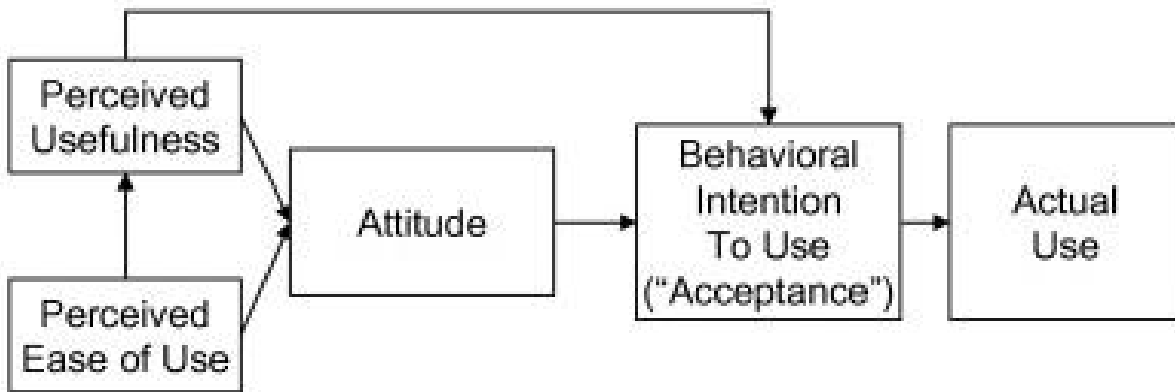 Perceived
Usefulness
Attitude
Perceived
Ease of Use
Behavioral
Intention
To Use
(“Acceptance”)
Actual
Use